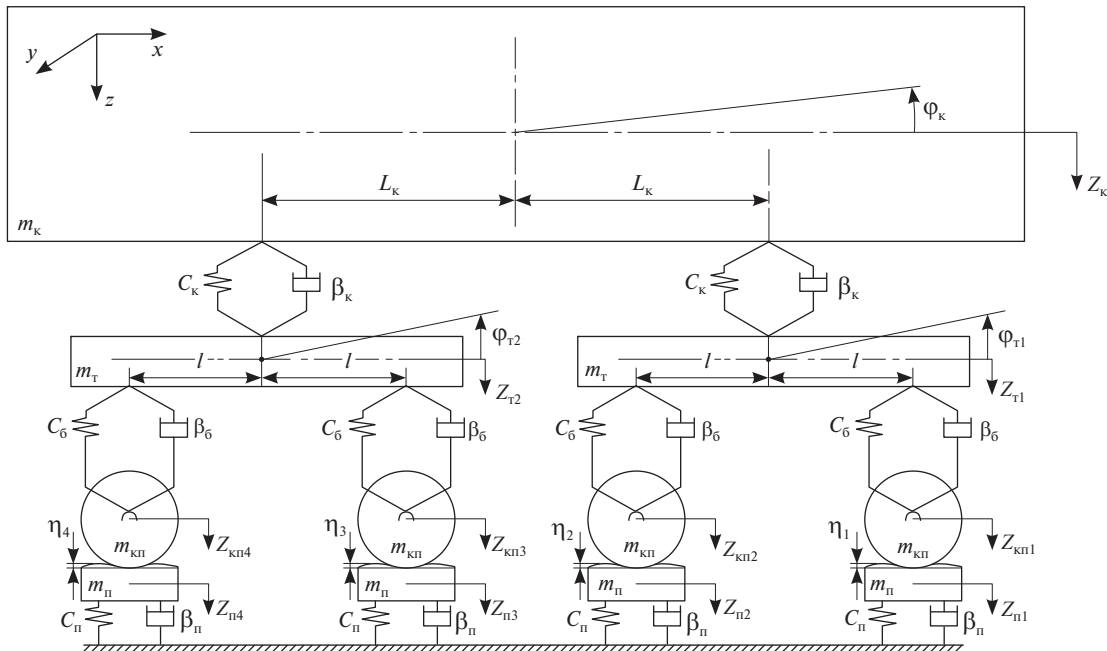 y x
z
φк
Zк
Lк Lк
mк
Cк βк Cк βк
φт2 φт1
l l l l
mт mт
Zт2 Zт1
Cб βб Cб βб Cб βб Cб βб
η4 η3 η2 η1
mкп Zкп4 mкп Zкп3 mкп Zкп2 mкп Zкп1
mп Zп4 mп Zп3 mп Zп2 mп Zп1
Cп βп Cп βп Cп βп Cп βп